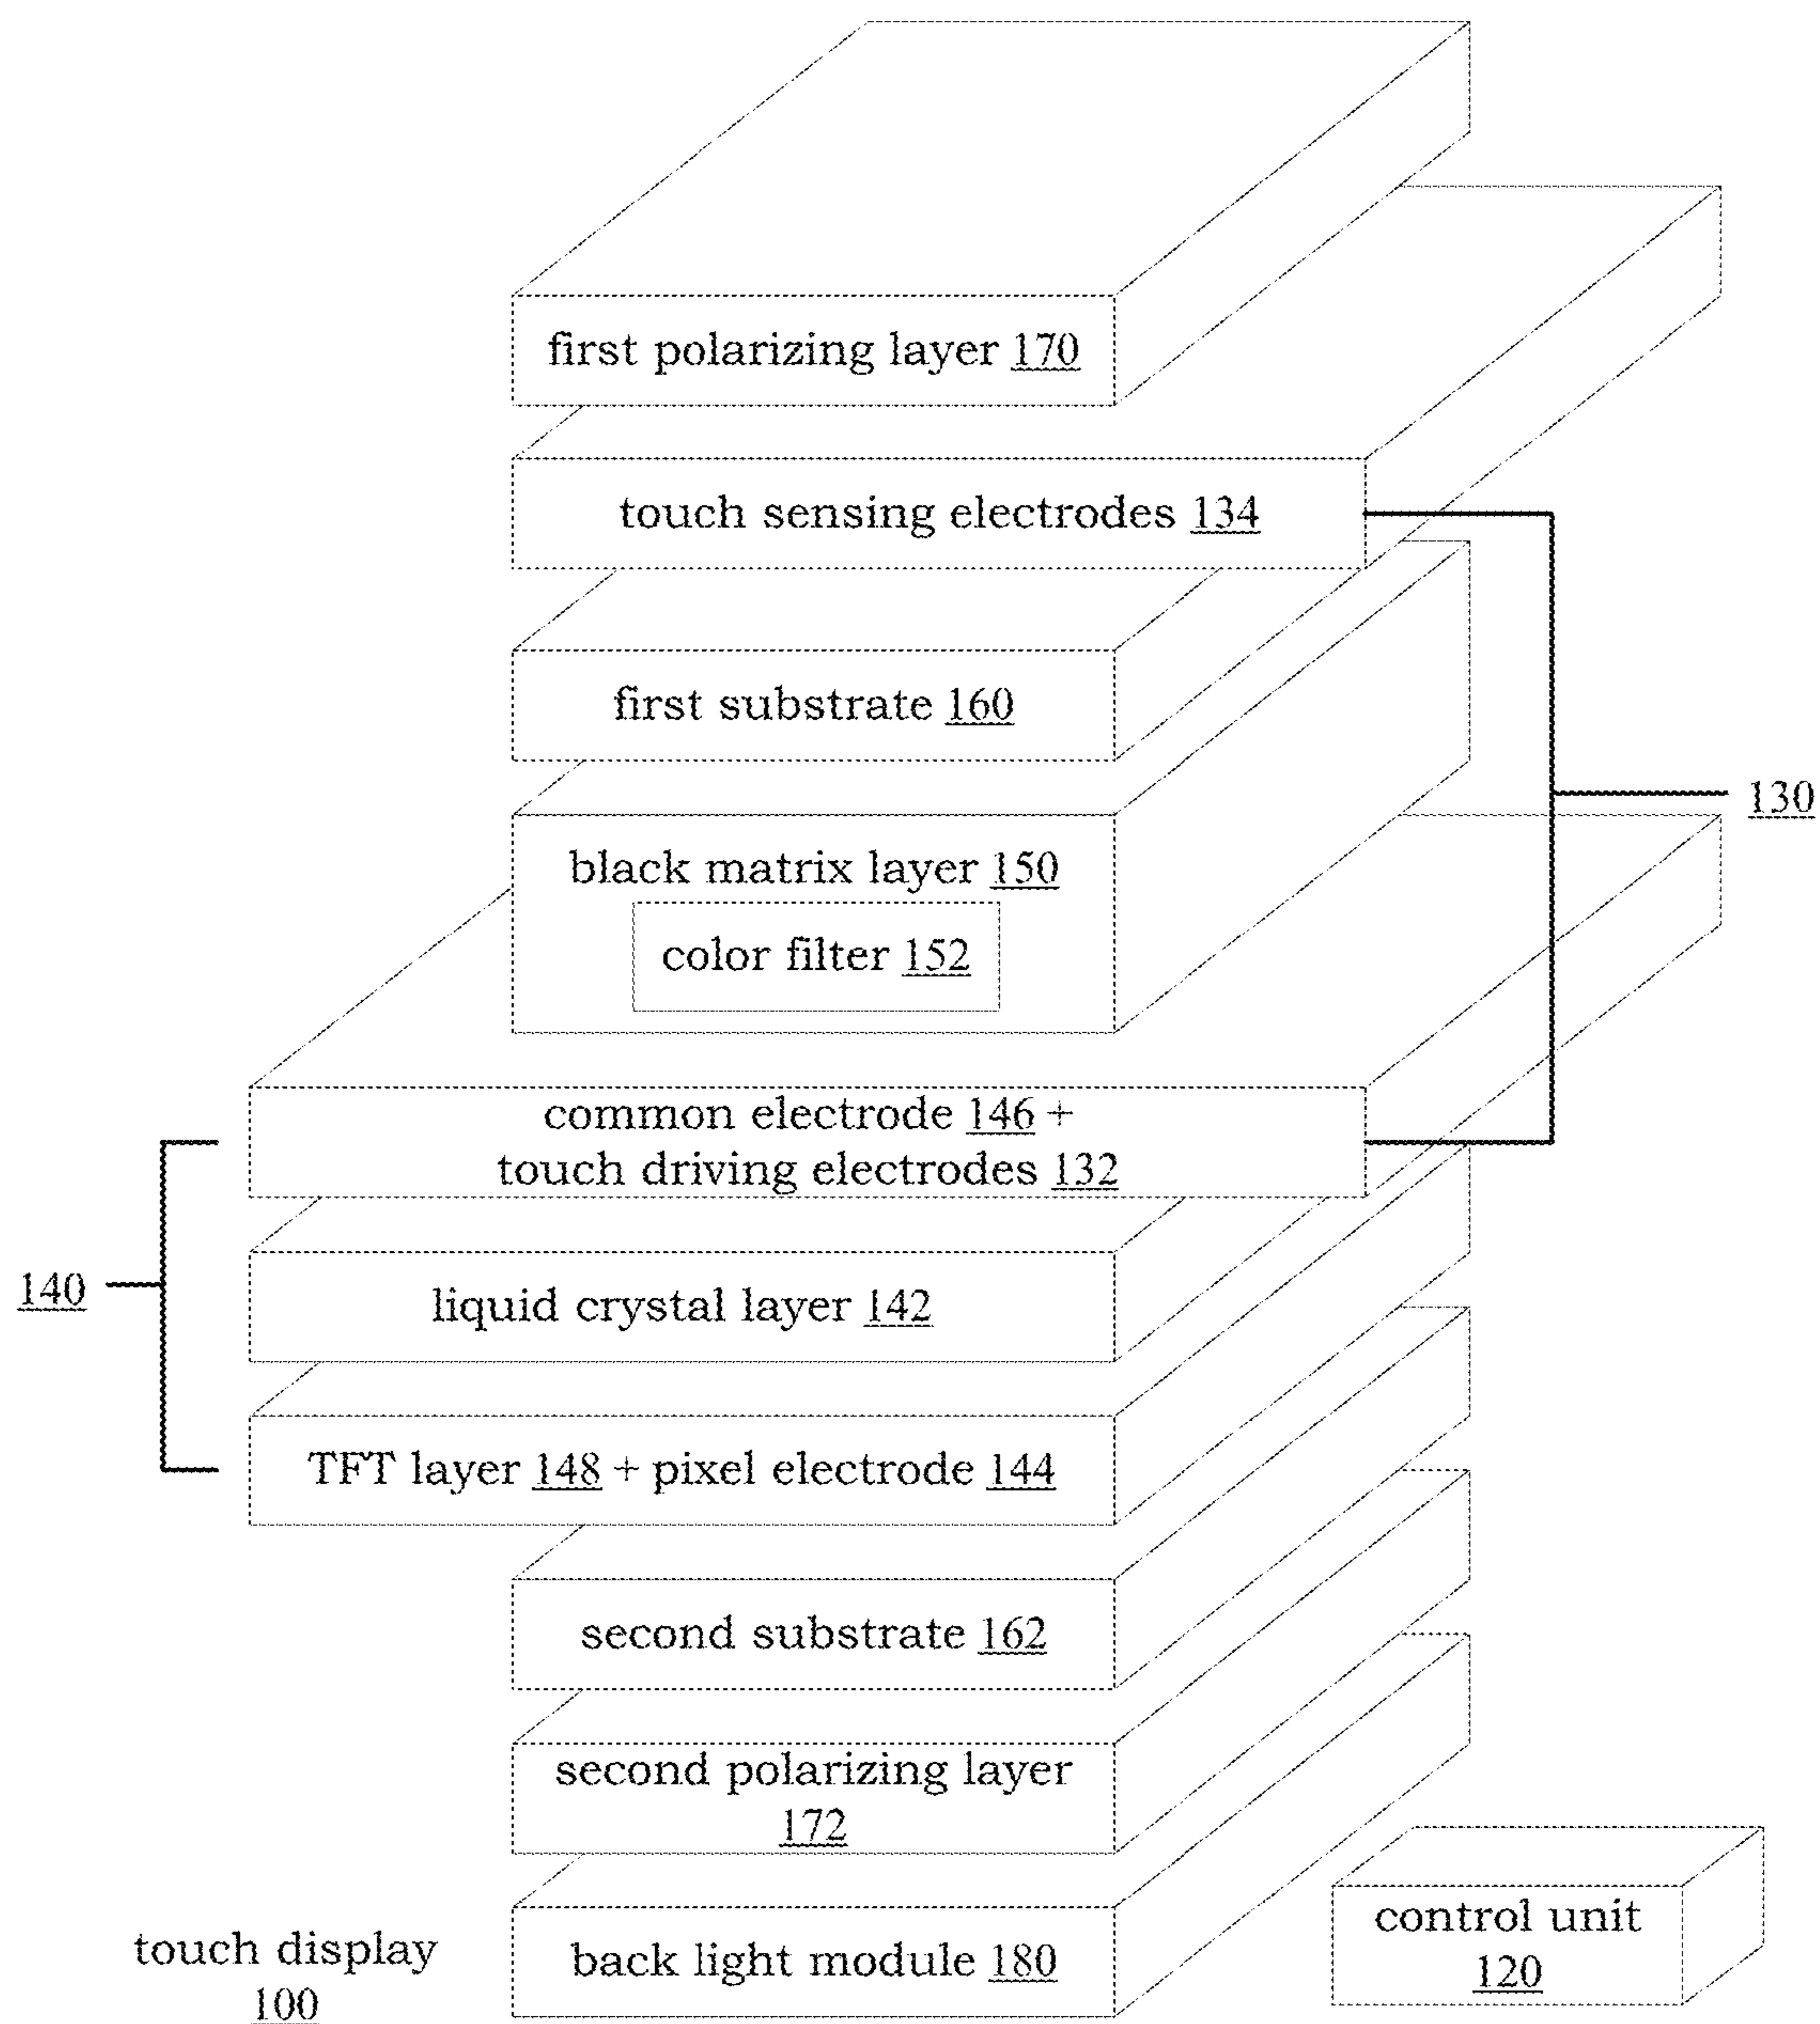 first polarizing layer 170
touch sensing electrodes 134
first substrate 160
130
black matrix layer 150
color filter 152
common electrode 146 +
touch driving electrodes 132
140
liquid crystal layer 142
TFT layer 148 + pixel electrode 144
second substrate 162
second polarizing layer
172
back light module 180
control unit
120
touch display
100